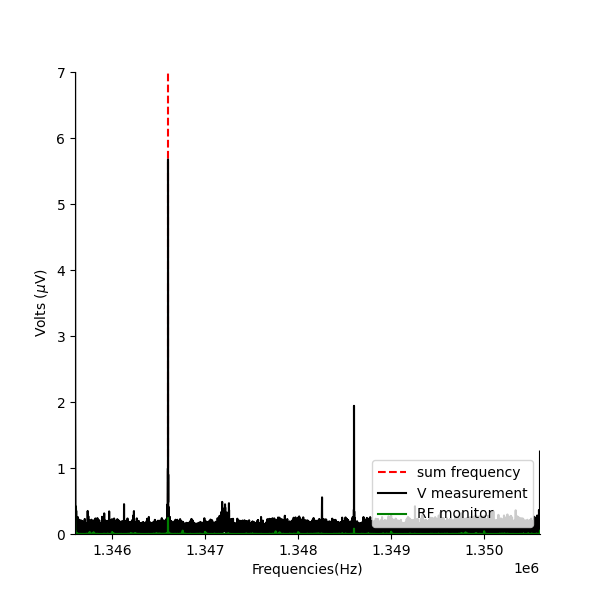 7
6
5
4
3
2
1
0
Volts (μV)
sum frequency
V measurement
RF monitor
1.346 1.347 1.348 1.349 1.350
Frequencies(Hz)
1e6